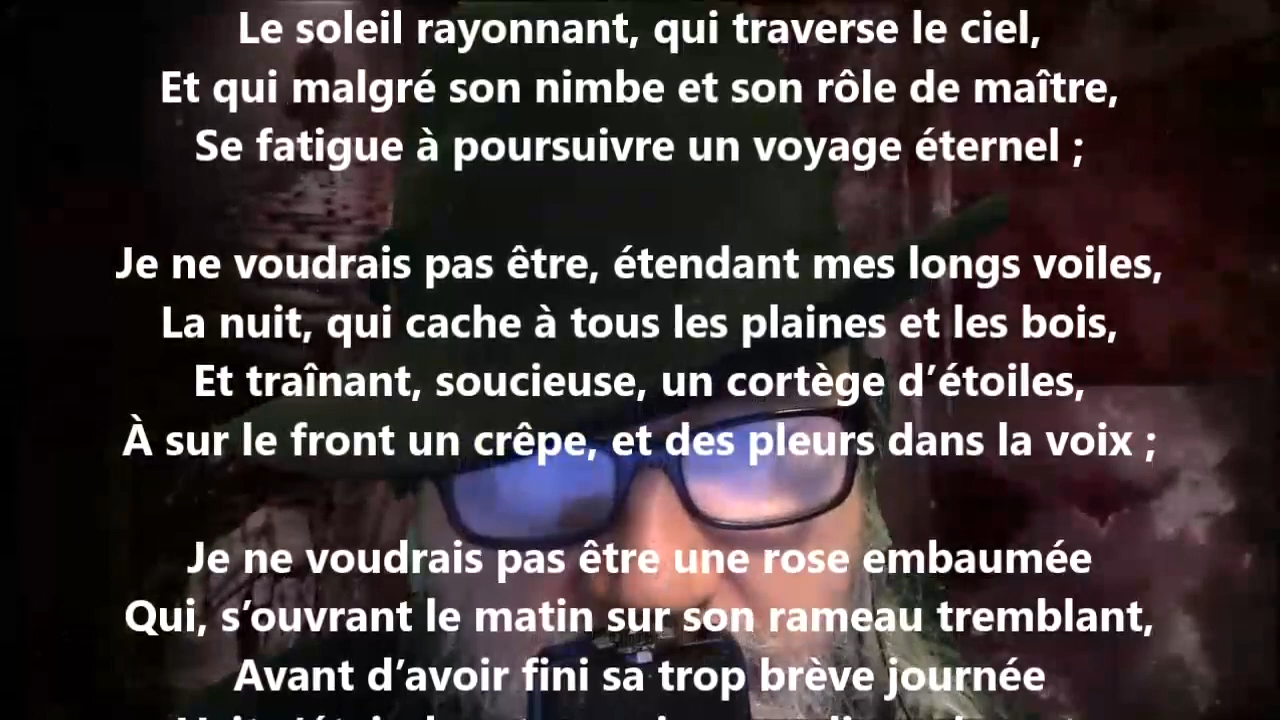 Le soleil rayonnant, qui traverse le ciel,
Et qui malgré son nimbe et son rôle de maître,
Se fatigue à poursuivre un voyage éternel ;
Je ne voudrais pas être, étendant mes longs voiles,
La nuit, qui cache à tous les plaines et les bois,
Et traînant, soucieuse, un cortège d’étoiles,
À sur le front un crêpe, et des pleurs dans la voix ;
Je ne voudrais pas être une rose embaumée
Qui, s’ouvrant le matin sur son rameau tremblant,
Avant d’avoir fini sa trop brève journée